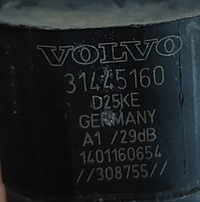 VOLVO
31445160
D25KE
GERMANY
A1 /29dB
1401160654
//308755//